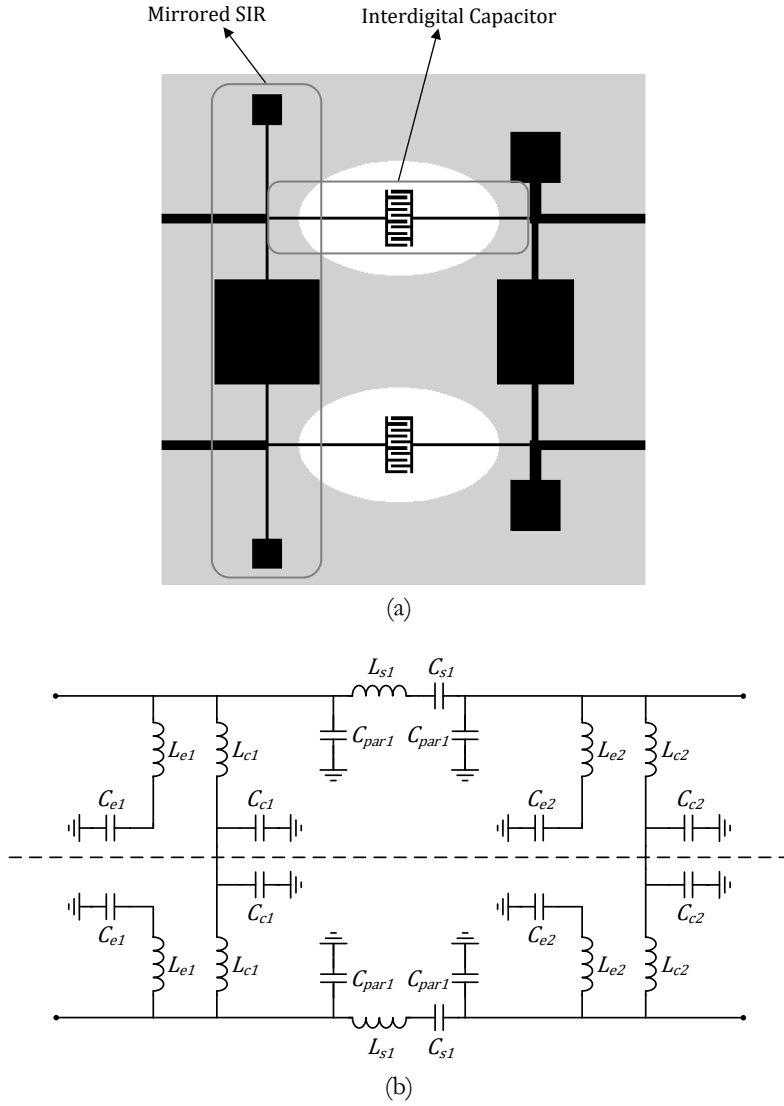 Mirrored SIR
Interdigital Capacitor
(a)
Ls1 Cs1
Le1 Lc1 Cpar1 Cpar1 Le2 Lc2
Ce1 Cc1 Ce2 Cc2
Ce1 Cc1 Ce2 Cc2
Le1 Lc1 Cpar1 Cpar1 Le2 Lc2
Ls1 Cs1
(b)